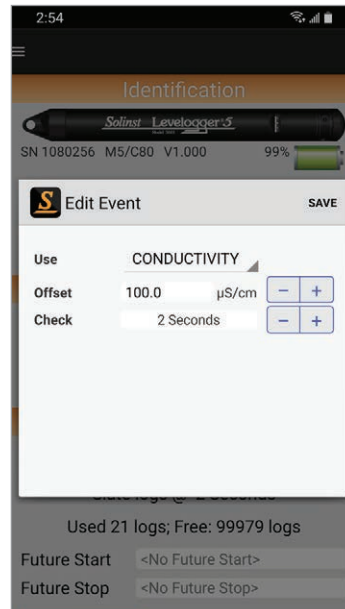 2:54
Identification
Solinst Levelogger 5
SN 1080256 M5/C80 V1.000 99%
S Edit Event SAVE
Use CONDUCTIVITY
Offset 100.0 µS/cm - +
Check 2 Seconds - +
Used 21 logs; Free: 99979 logs
Future Start <No Future Start>
Future Stop <No Future Stop>